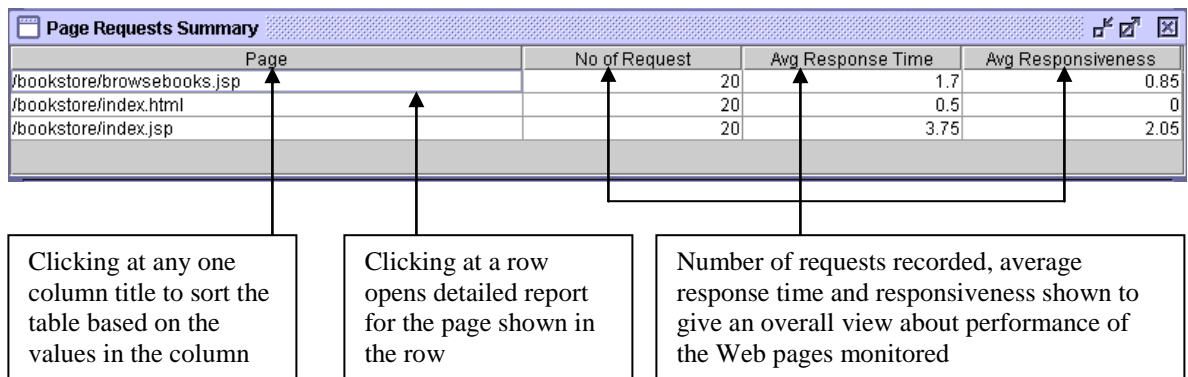 Page Requests Summary
Page No of Request Avg Response Time Avg Responsiveness
/bookstore/browsebooks.jsp 20 1.7 0.85
/bookstore/index.html 20 0.5 0
/bookstore/index.jsp 20 3.75 2.05
Clicking at any one
column title to sort the
table based on the
values in the column
Clicking at a row
opens detailed report
for the page shown in
the row
Number of requests recorded, average
response time and responsiveness shown to
give an overall view about performance of
the Web pages monitored